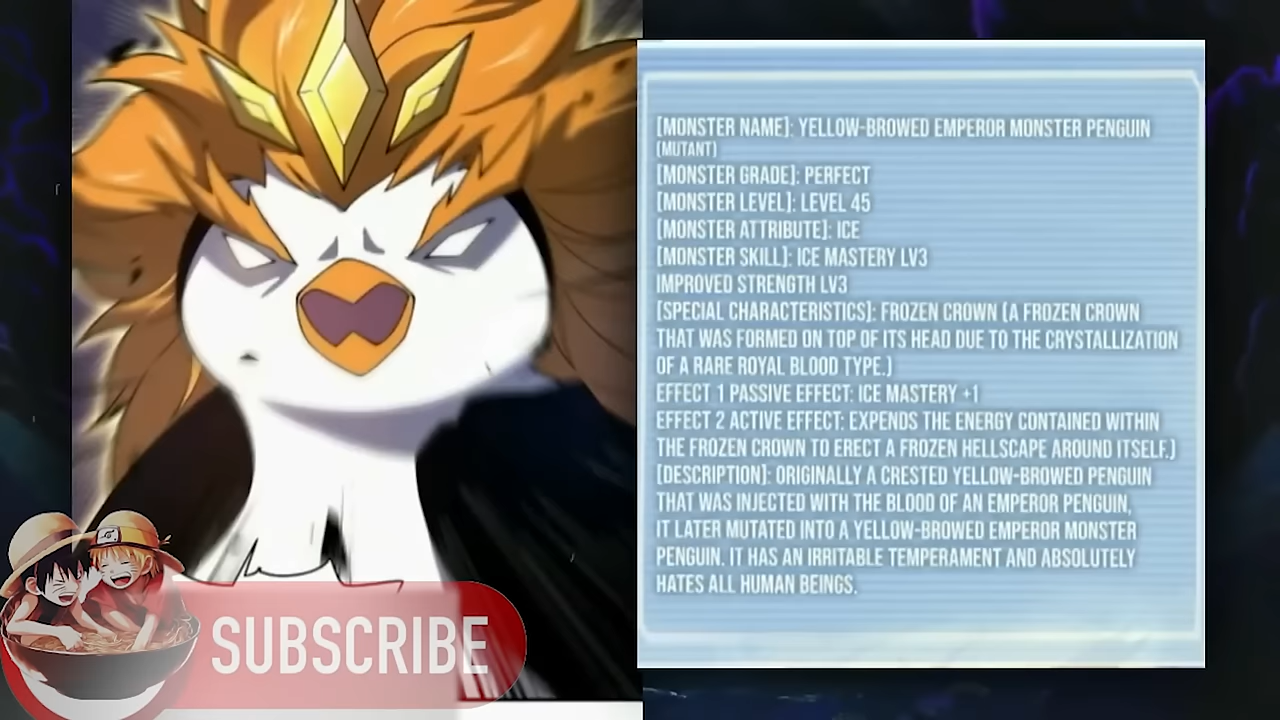 [MONSTER NAME]: YELLOW-BROWED EMPEROR MONSTER PENGUIN
(MUTANT)
[MONSTER GRADE]: PERFECT
[MONSTER LEVEL]: LEVEL 45
[MONSTER ATTRIBUTE]: ICE
[MONSTER SKILL]: ICE MASTERY LV3
IMPROVED STRENGTH LV3
[SPECIAL CHARACTERISTICS]: FROZEN CROWN (A FROZEN CROWN
THAT WAS FORMED ON TOP OF ITS HEAD DUE TO THE CRYSTALLIZATION
OF A RARE ROYAL BLOOD TYPE.)
EFFECT 1 PASSIVE EFFECT: ICE MASTERY +1
EFFECT 2 ACTIVE EFFECT: EXPENDS THE ENERGY CONTAINED WITHIN
THE FROZEN CROWN TO ERECT A FROZEN HELLSCAPE AROUND ITSELF.)
[DESCRIPTION]: ORIGINALLY A CRESTED YELLOW-BROWED PENGUIN
THAT WAS INJECTED WITH THE BLOOD OF AN EMPEROR PENGUIN,
IT LATER MUTATED INTO A YELLOW-BROWED EMPEROR MONSTER
PENGUIN. IT HAS AN IRRITABLE TEMPERAMENT AND ABSOLUTELY
HATES ALL HUMAN BEINGS.
SUBSCRIBE